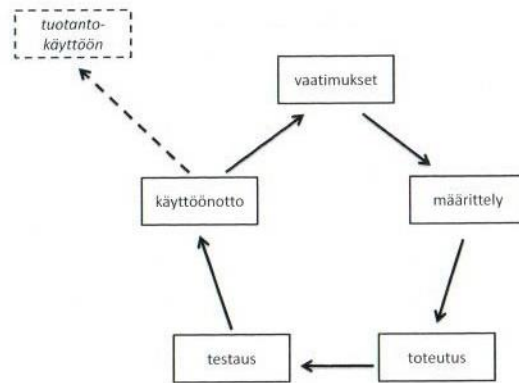 tuotanto-
käyttöön
vaatimukset
käyttöönotto
määrittely
testaus
toteutus